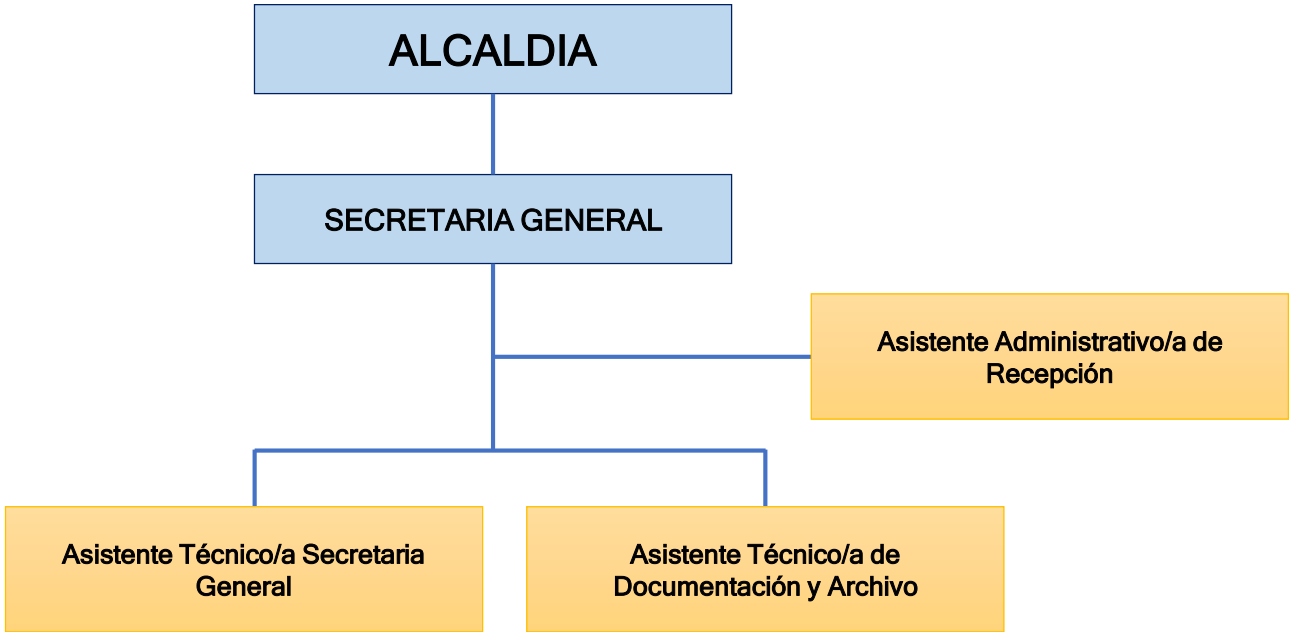 ALCALDIA
SECRETARIA GENERAL
Asistente Administrativo/a de
Recepción
Asistente Técnico/a Secretaria
General
Asistente Técnico/a de
Documentación y Archivo